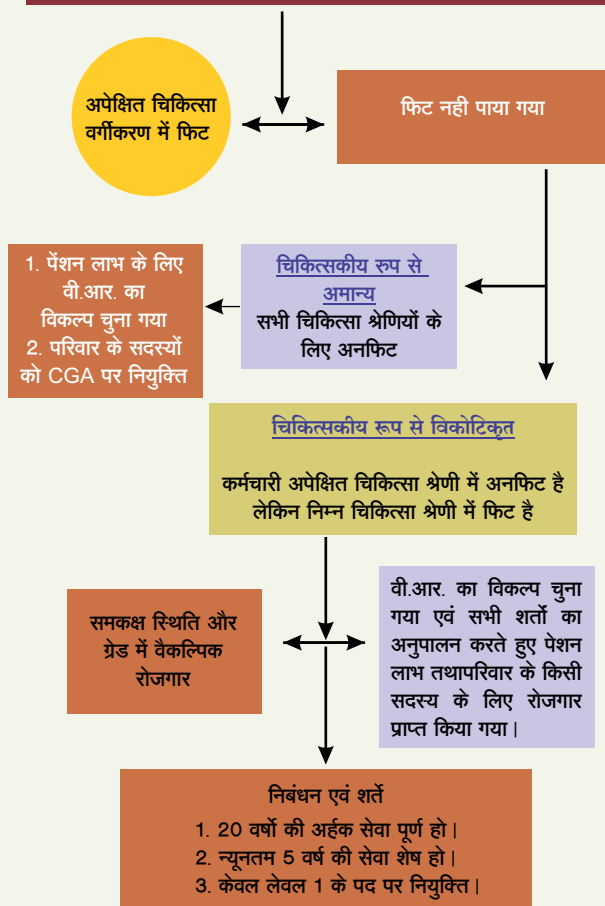 अपेक्षित चिकित्सा
वर्गीकरण में फिट
फिट नही पाया गया
1. पेंशन लाभ के लिए
वी.आर. का
विकल्प चुना गया
2. परिवार के सदस्यों
को CGA पर नियुक्ति
चिकित्सकीय रुप से
अमान्य
सभी चिकित्सा श्रेणियों के
लिए अनफिट
चिकित्सकीय रूप से विकोटिकृत
कर्मचारी अपेक्षित चिकित्सा श्रेणी में अनफिट है
लेकिन निम्न चिकित्सा श्रेणी में फिट है
समकक्ष स्थिति और
ग्रेड में वैकल्पिक
रोजगार
वी.आर. का विकल्प चुना
गया एवं सभी शर्तों का
अनुपालन करते हुए पेशन
लाभ तथापरिवार के किसी
सदस्य के लिए रोजगार
प्राप्त किया गया।
निबंधन एवं शर्ते
1. 20 वर्षो की अर्हक सेवा पूर्ण हो।
2. न्यूनतम 5 वर्ष की सेवा शेष हो।
3. केवल लेवल 1 के पद पर नियुक्ति।